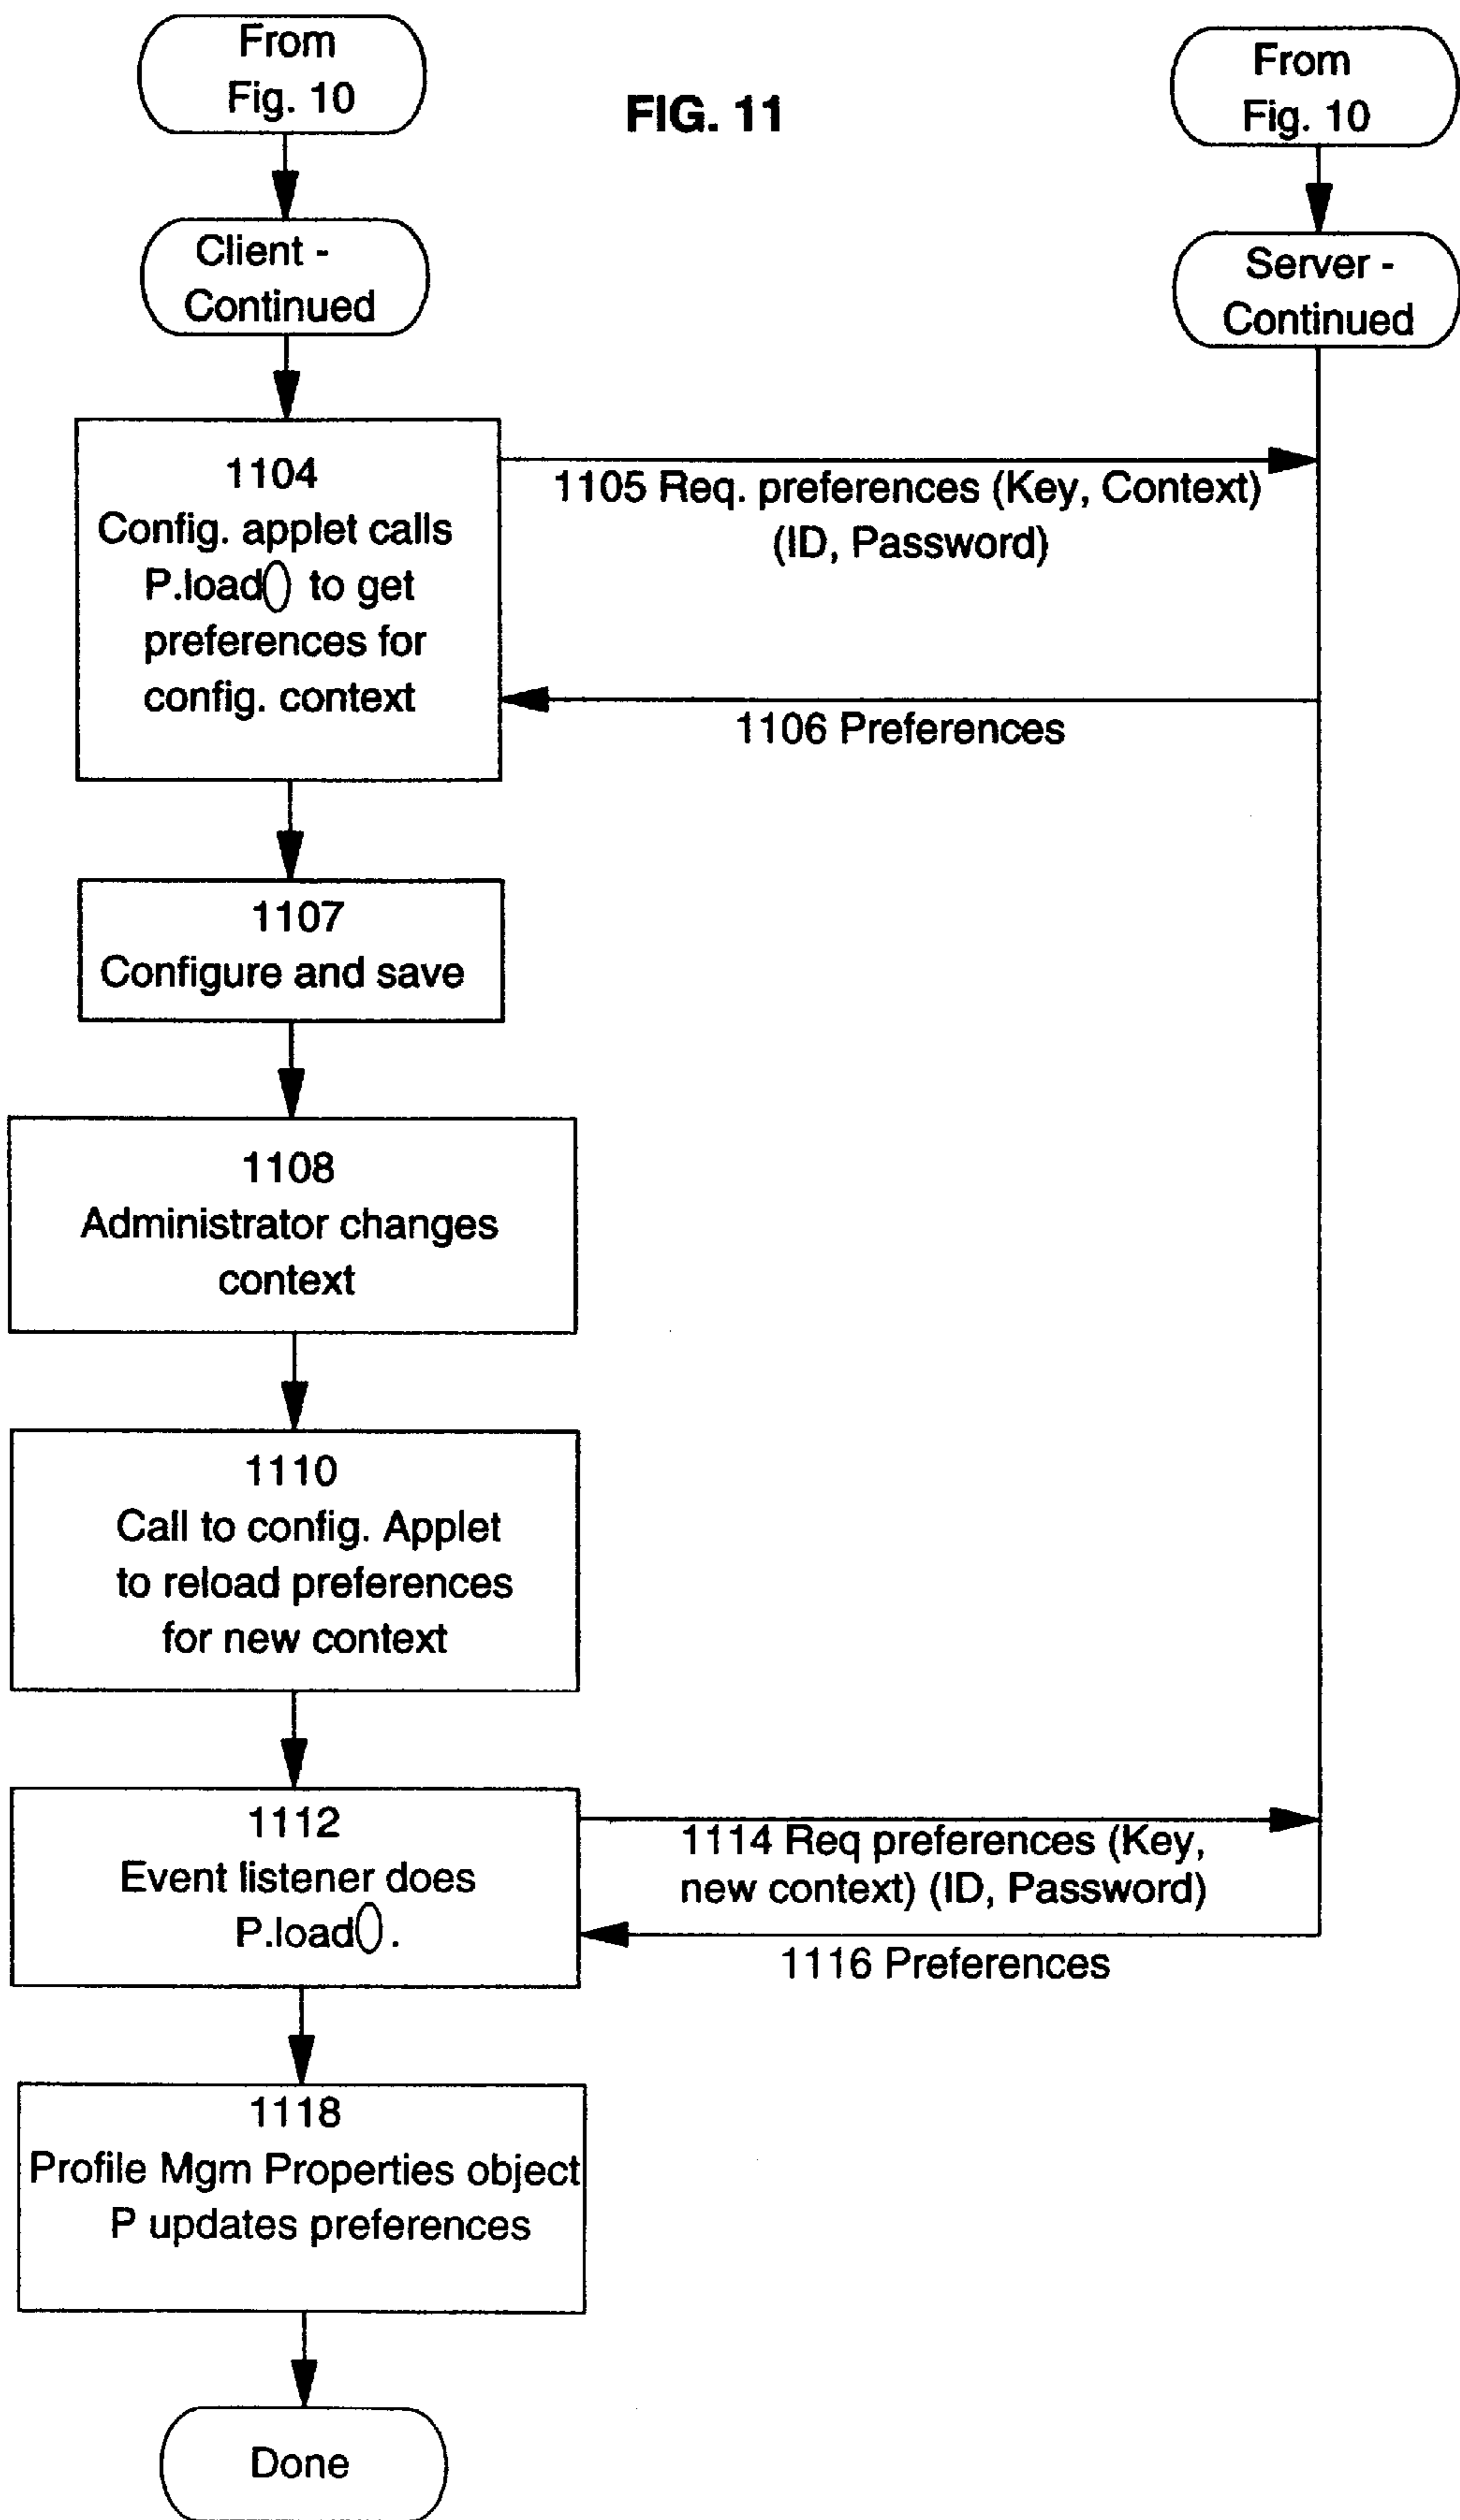 From
Fig. 10
FIG. 11
From
Fig. 10
Client -
Continued
Server -
Continued
1104
Config. applet calls
P.load() to get
preferences for
config. context
1105 Req. preferences (Key, Context)
(ID, Password)
1106 Preferences
1107
Configure and save
1108
Administrator changes
context
1110
Call to config. Applet
to reload preferences
for new context
1112
Event listener does
P.load().
1114 Req preferences (Key,
new context) (ID, Password)
1116 Preferences
1118
Profile Mgm Properties object
P updates preferences
Done